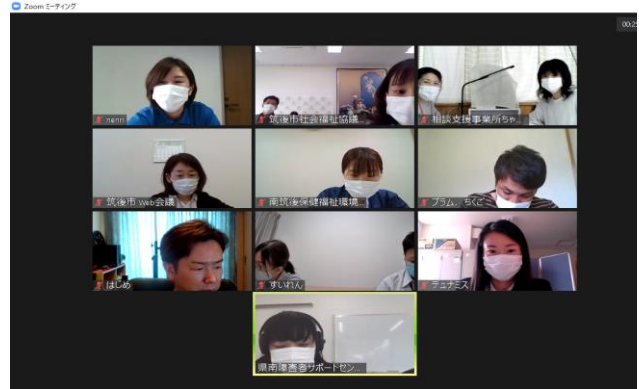 Zoom ミーティング
00:25
nenri
筑後市社会福祉協議...
相談支援事業所ちゃ...
筑後市 Web会議
南筑後保健福祉環境...
プラム、ちくご
はじめ
すいれん
デュナミス
県南障害者サポートセン...